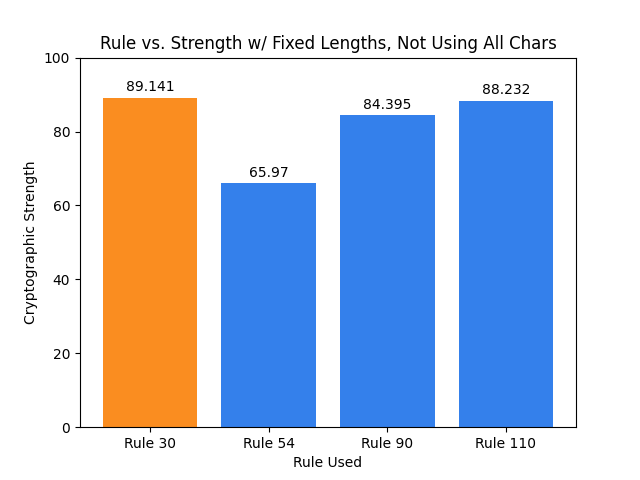 Rule vs. Strength w/ Fixed Lengths, Not Using All Chars
100
80
60
40
20
0
Cryptographic Strength
89.141
65.97
84.395
88.232
Rule 30
Rule 54
Rule 90
Rule 110
Rule Used